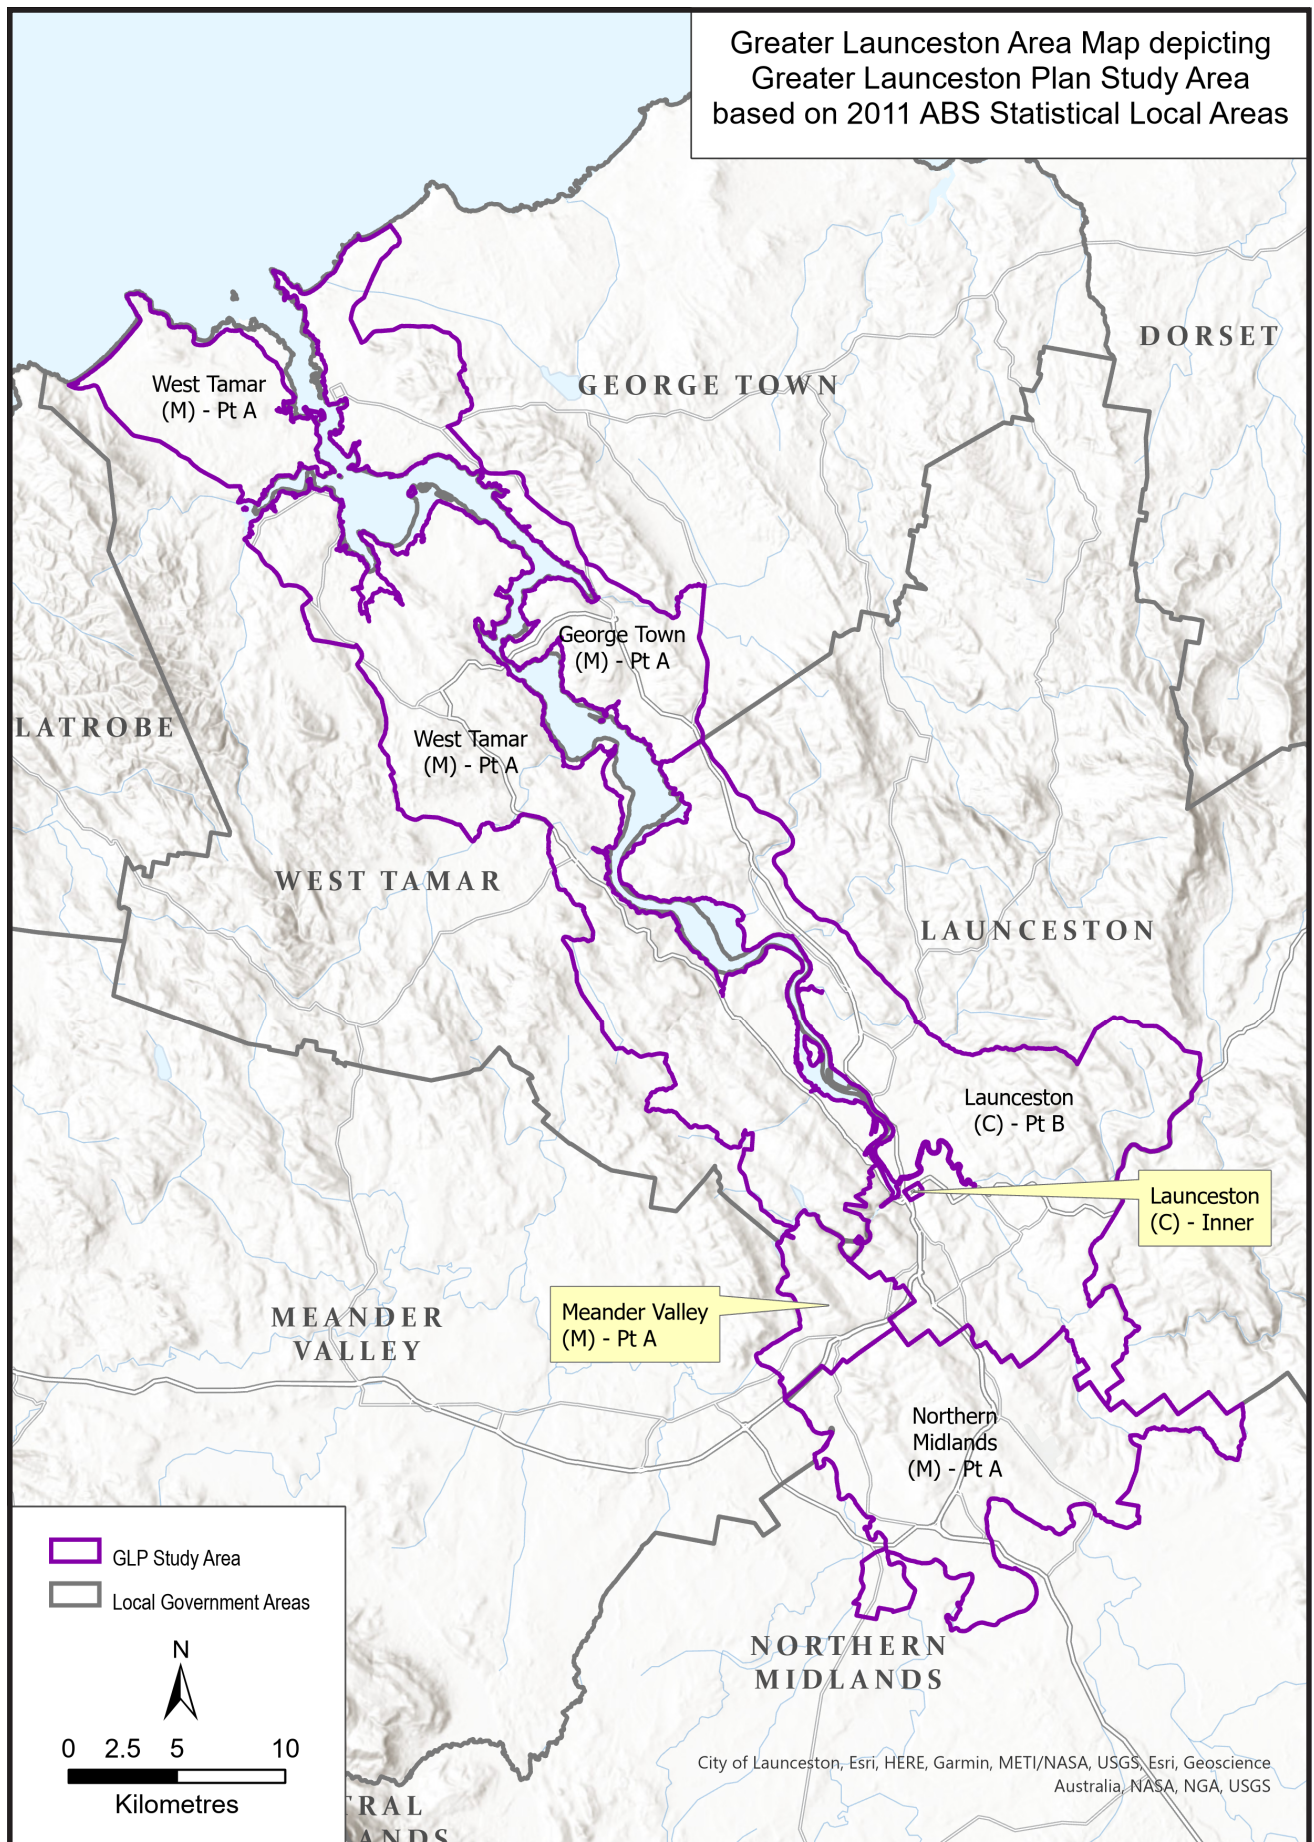 Greater Launceston Area Map depicting
Greater Launceston Plan Study Area
based on 2011 ABS Statistical Local Areas
DORSET
West Tamar
(M) - Pt A
GEORGE TOWN
George Town
(M) - Pt A
LATROBE
West Tamar
(M) - Pt A
WEST TAMAR
LAUNCESTON
Launceston
(C) - Pt B
Launceston
(C) - Inner
Meander Valley
(M) - Pt A
MEANDER
VALLEY
Northern
Midlands
(M) - Pt A
GLP Study Area
Local Government Areas
N
0 2.5 5 10
Kilometres
NORTHERN
MIDLANDS
City of Launceston, Esri, HERE, Garmin, METI/NASA, USGS, Esri, Geoscience
Australia, NASA, NGA, USGS
TRAL
ANDS